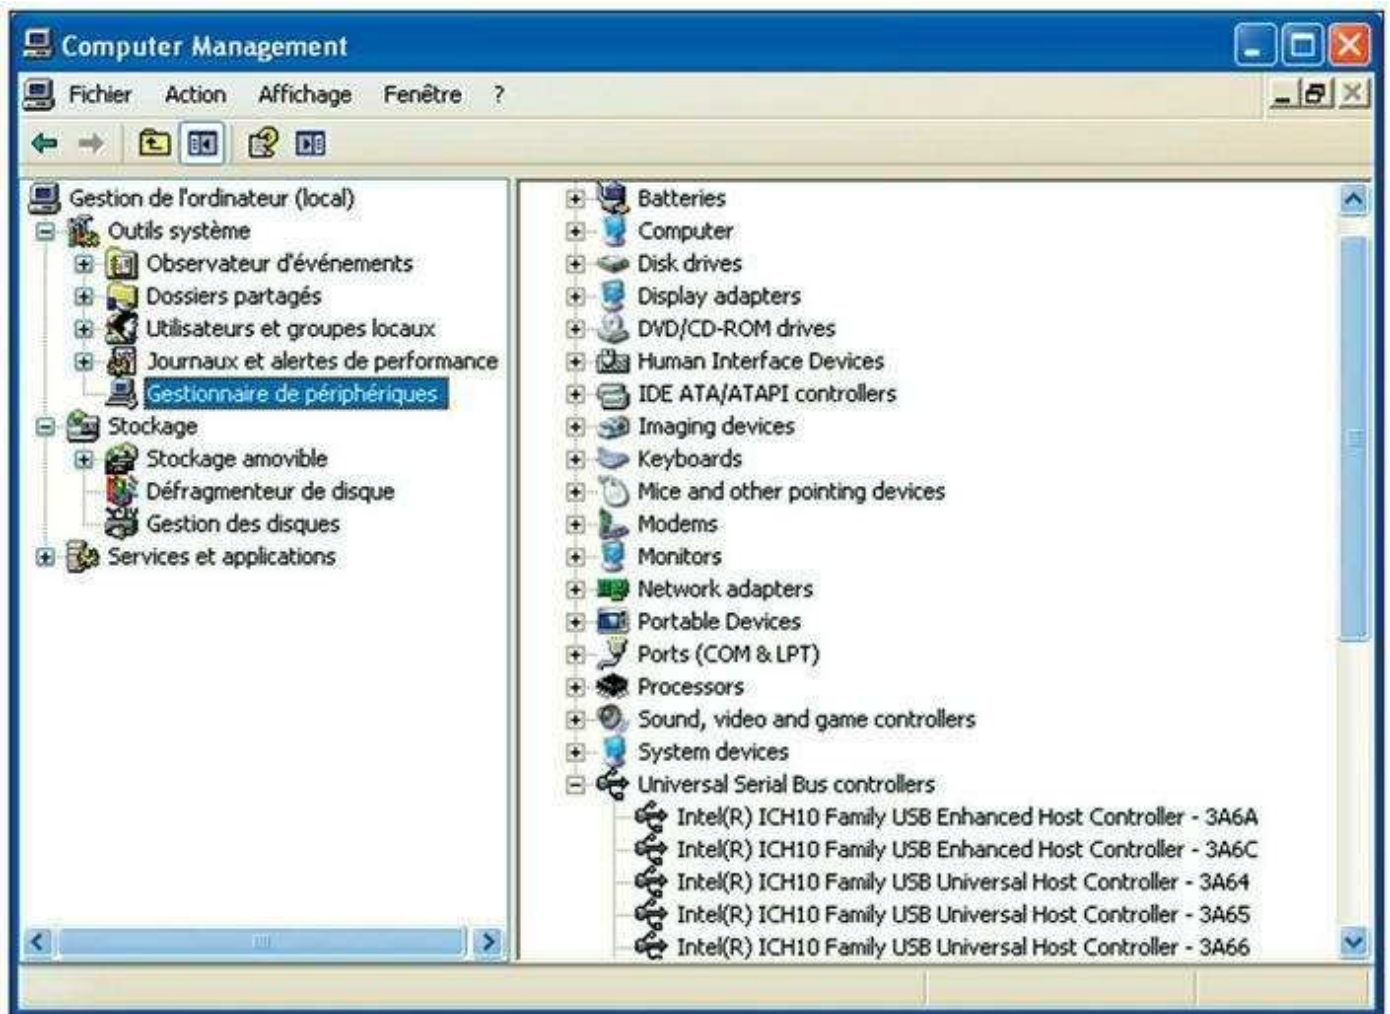 Computer Management
Fichier Action Affichage Fenêtre ?
Gestion de l'ordinateur (local)
Outils système
Observateur d'événements
Dossiers partagés
Utilisateurs et groupes locaux
Journaux et alertes de performance
Gestionnaire de périphériques
Stockage
Stockage amovible
Défragmenteur de disque
Gestion des disques
Services et applications
Batteries
Computer
Disk drives
Display adapters
DVD/CD-ROM drives
Human Interface Devices
IDE ATA/ATAPI controllers
Imaging devices
Keyboards
Mice and other pointing devices
Modems
Monitors
Network adapters
Portable Devices
Ports (COM & LPT)
Processors
Sound, video and game controllers
System devices
Universal Serial Bus controllers
Intel(R) ICH10 Family USB Enhanced Host Controller - 3A6A
Intel(R) ICH10 Family USB Enhanced Host Controller - 3A6C
Intel(R) ICH10 Family USB Universal Host Controller - 3A64
Intel(R) ICH10 Family USB Universal Host Controller - 3A65
Intel(R) ICH10 Family USB Universal Host Controller - 3A66